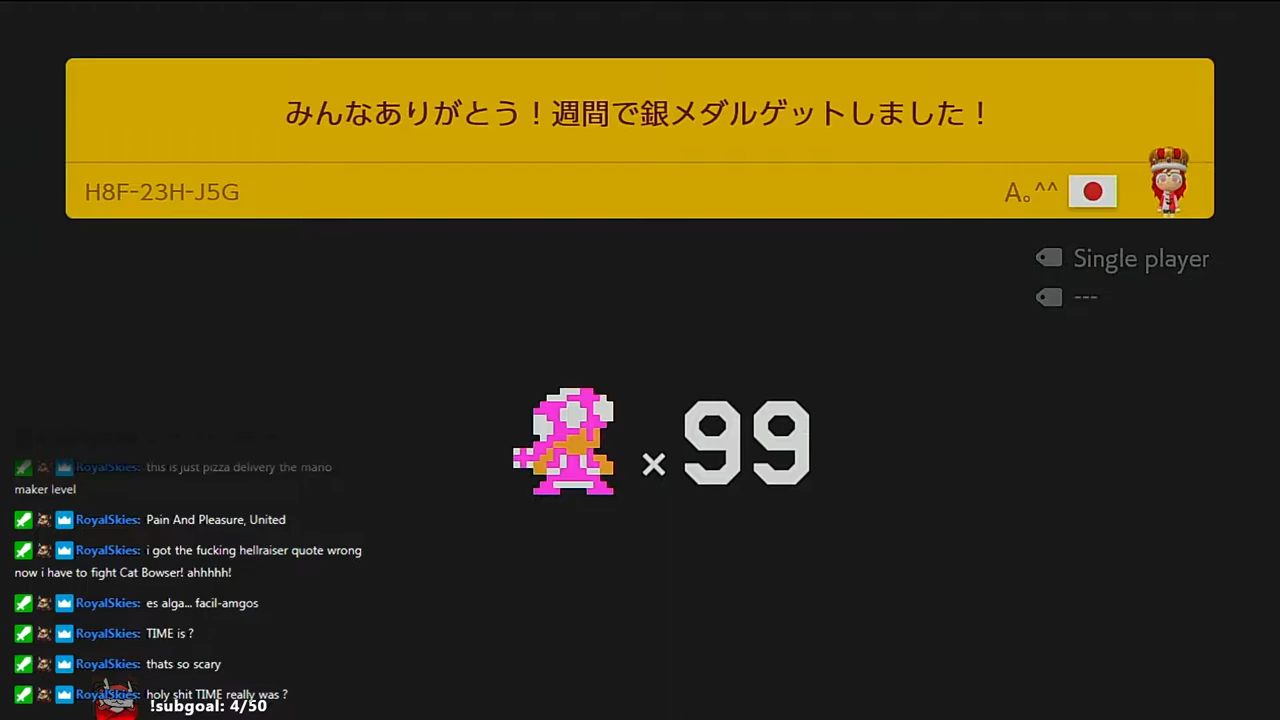 みんなありがとう！週間で銀メダルゲットしました！
H8F-23H-J5G
A。^^
Single player
---
×99
RoyalSkies: this is just pizza delivery the mano
maker level
RoyalSkies: Pain And Pleasure, United
RoyalSkies: i got the fucking hellraiser quote wrong
now i have to fight Cat Bowser! ahhhhh!
RoyalSkies: es alga... facil-amgos
RoyalSkies: TIME is ?
RoyalSkies: thats so scary
RoyalSkies: holy shit TIME really was ?
!subgoal: 4/50